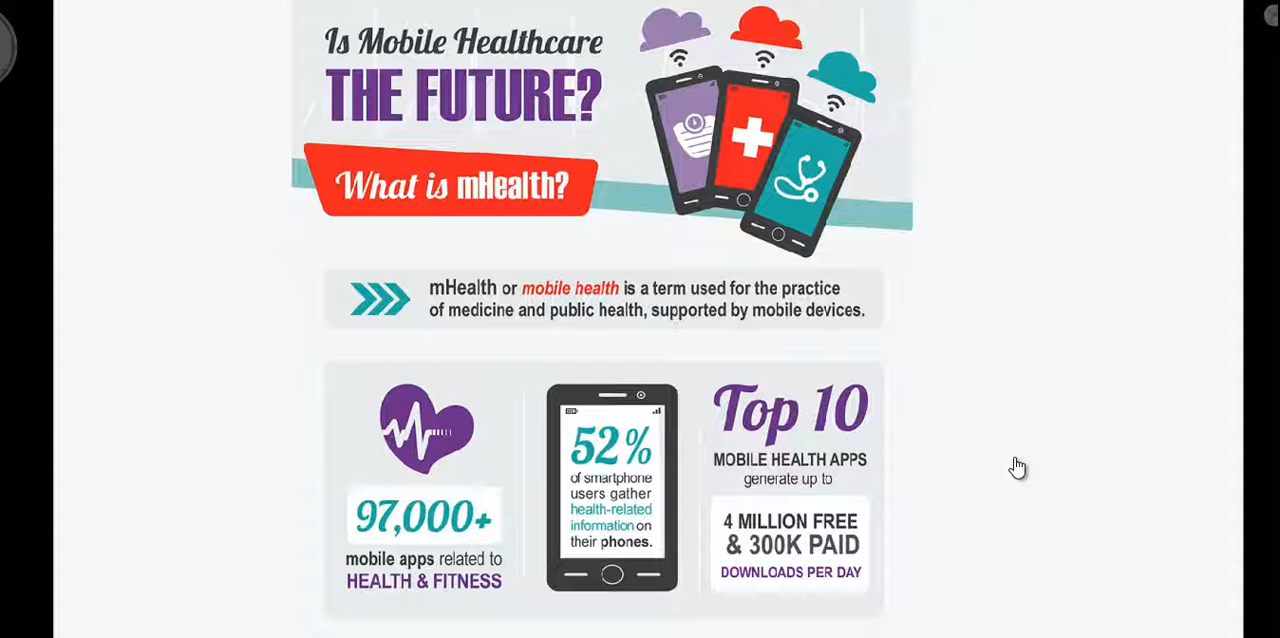 Is Mobile Healthcare
THE FUTURE?
What is mHealth?
mHealth or mobile health is a term used for the practice
of medicine and public health, supported by mobile devices.
97,000+
mobile apps related to
HEALTH & FITNESS
52%
of smartphone
users gather
health-related
information on
their phones.
Top 10
MOBILE HEALTH APPS
generate up to
4 MILLION FREE
& 300K PAID
DOWNLOADS PER DAY